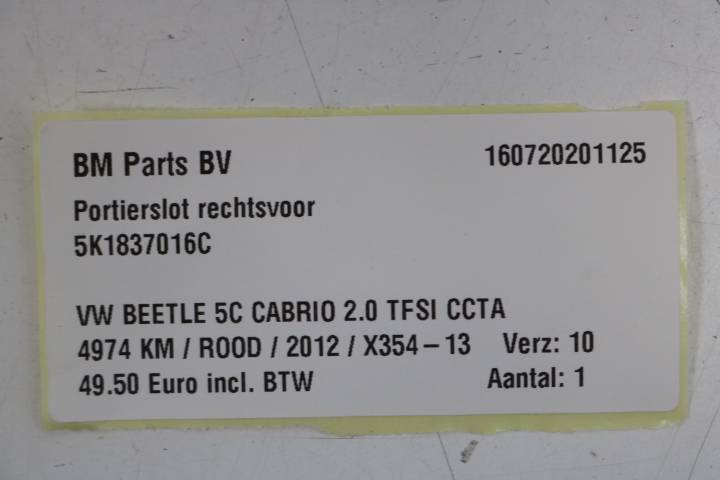 BM Parts BV 160720201125
Portierslot rechtsvoor
5K1837016C
VW BEETLE 5C CABRIO 2.0 TFSI CCTA
4974 KM / ROOD / 2012 / X354-13 Verz: 10
49.50 Euro incl. BTW Aantal: 1